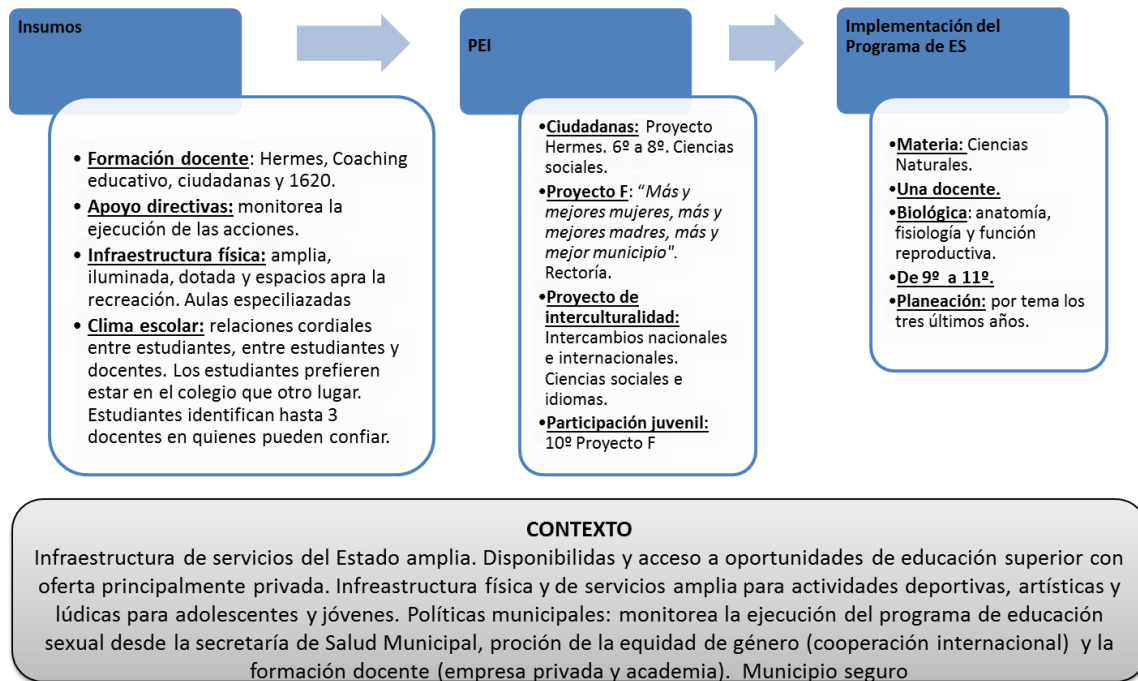 Insumos
• Formación docente: Hermes, Coaching
educativo, ciudadanas y 1620.
• Apoyo directivas: monitorea la
ejecución de las acciones.
• Infraestructura física: amplia,
iluminada, dotada y espacios apra la
recreación. Aulas especiliazadas
• Clima escolar: relaciones cordiales
entre estudiantes, entre estudiantes y
docentes. Los estudiantes prefieren
estar en el colegio que otro lugar.
Estudiantes identifican hasta 3
docentes en quienes pueden confiar.
PEI
•Ciudadanas: Proyecto
Hermes. 6º a 8º. Ciencias
sociales.
•Proyecto F: “Más y
mejores mujeres, más y
mejores madres, más y
mejor municipio".
Rectoría.
•Proyecto de
interculturalidad:
Intercambios nacionales
e internacionales.
Ciencias sociales e
idiomas.
•Participación juvenil:
10º Proyecto F
Implementación del
Programa de ES
•Materia: Ciencias
Naturales.
•Una docente.
•Biológica: anatomía,
fisiología y función
reproductiva.
•De 9º a 11º.
•Planeación: por tema los
tres últimos años.
CONTEXTO
Infraestructura de servicios del Estado amplia. Disponibilidas y acceso a oportunidades de educación superior con
oferta principalmente privada. Infreastructura física y de servicios amplia para actividades deportivas, artísticas y
lúdicas para adolescentes y jóvenes. Políticas municipales: monitorea la ejecución del programa de educación
sexual desde la secretaría de Salud Municipal, proción de la equidad de género (cooperación internacional) y la
formación docente (empresa privada y academia). Municipio seguro